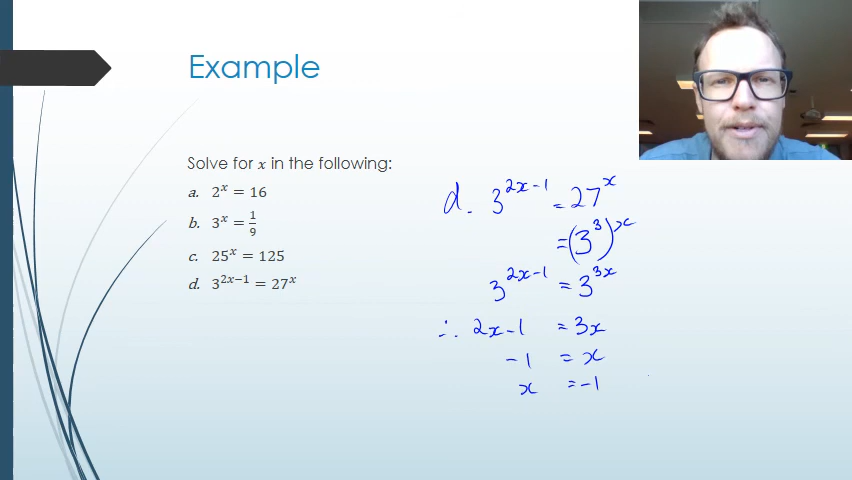 Example
Solve for x in the following:
a. 2^x = 16
b. 3^x = 1/9
c. 25^x = 125
d. 3^{2x−1} = 27^x
d. 3^{2x-1} = 27^x
= (3^3)^x
3^{2x-1} = 3^{3x}
∴ 2x-1 = 3x
-1 = x
x = -1